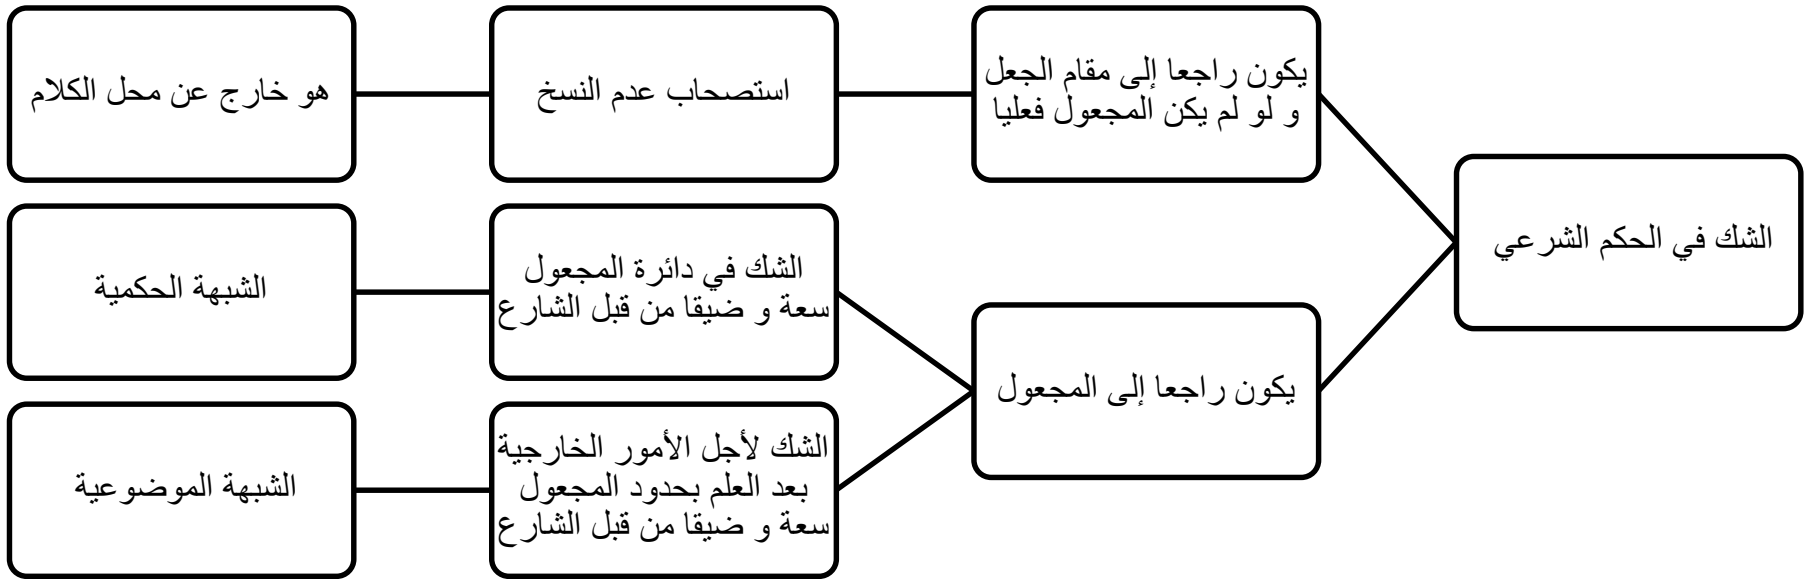 الشك في الحكم الشرعي
يكون راجعا إلى مقام الجعل
و لو لم يكن المجعول فعليا
استصحاب عدم النسخ
هو خارج عن محل الكلام
يكون راجعا إلى المجعول
الشك في دائرة المجعول
سعة و ضيقا من قبل الشارع
الشبهة الحكمية
الشك لأجل الأمور الخارجية
بعد العلم بحدود المجعول
سعة و ضيقا من قبل الشارع
الشبهة الموضوعية